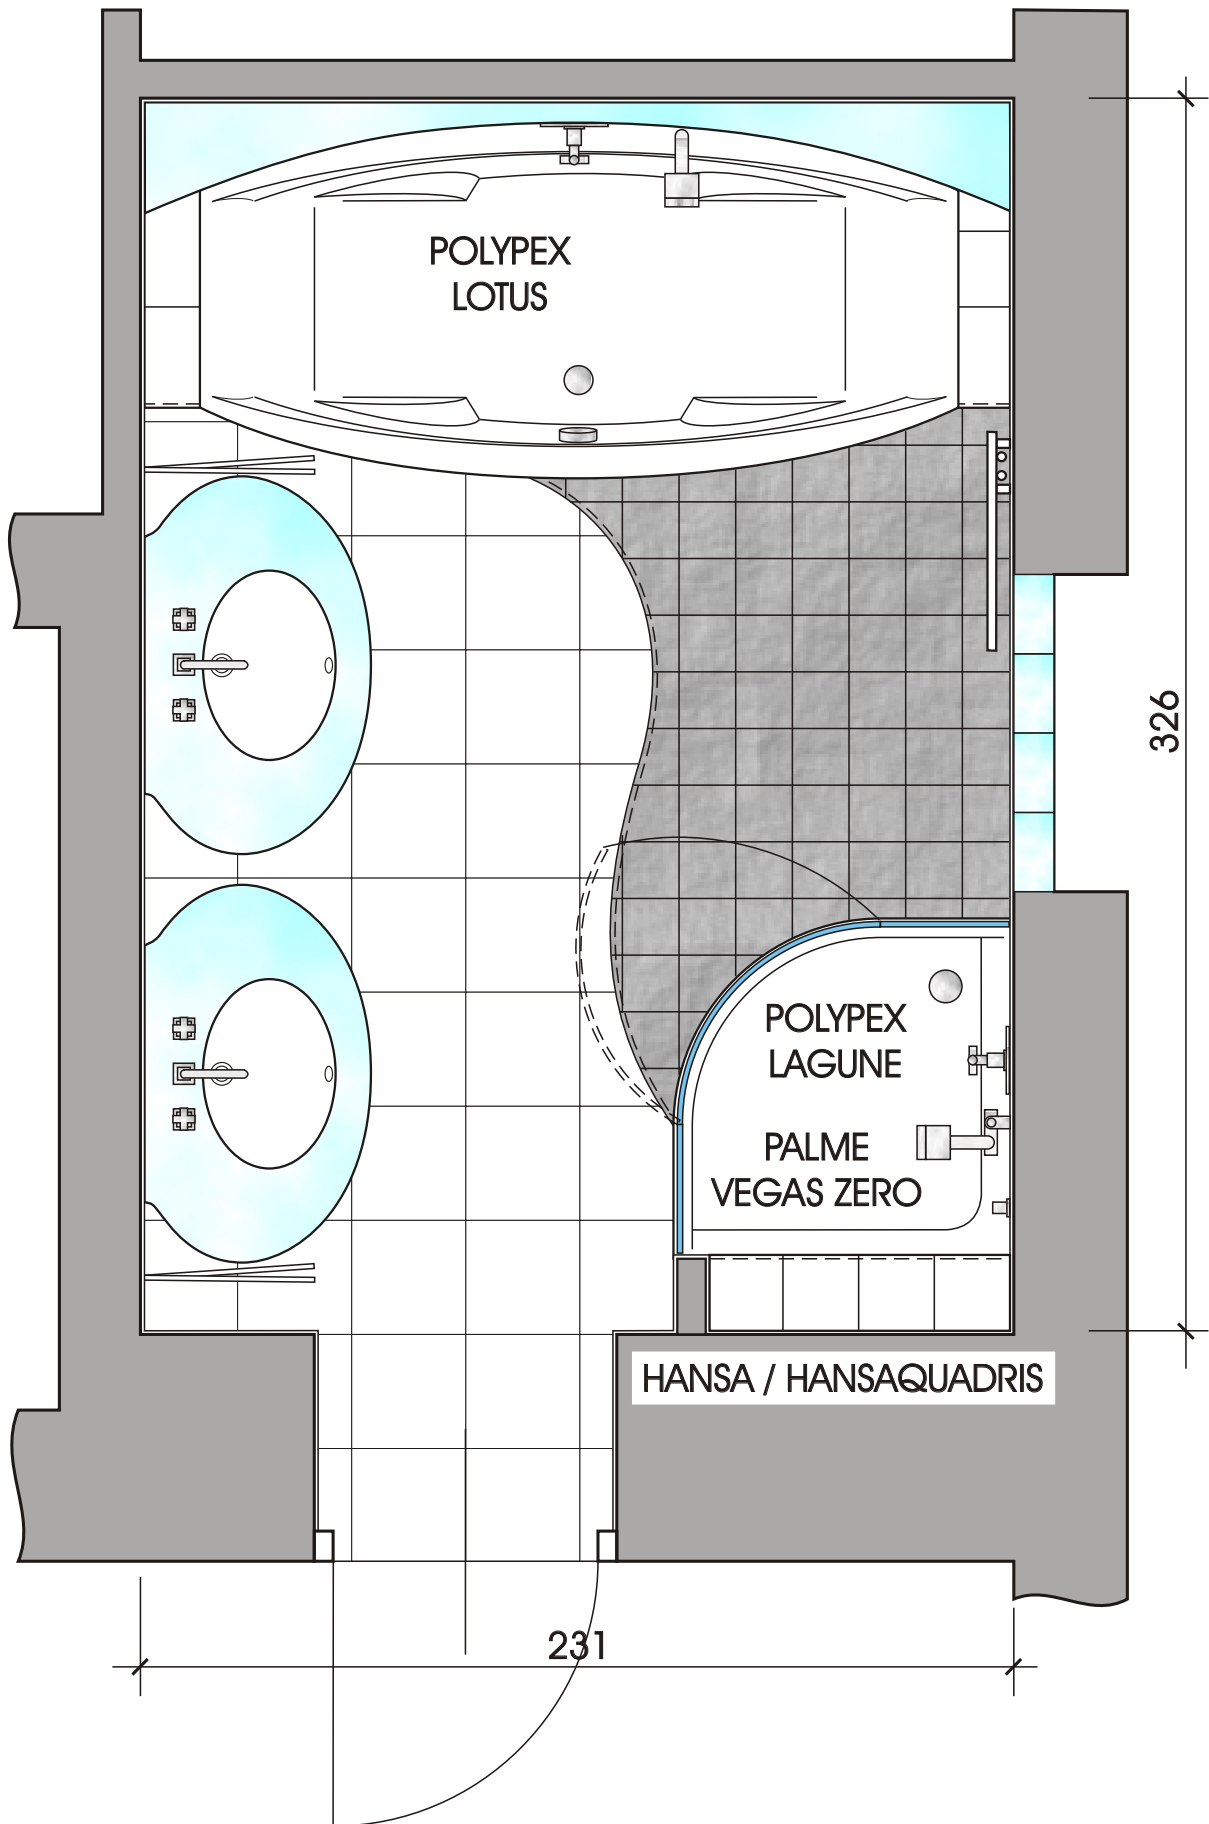 POLYPEX
LOTUS
326
POLYPEX
LAGUNE
PALME
VEGAS ZERO
HANSA / HANSAQUADRIS
231